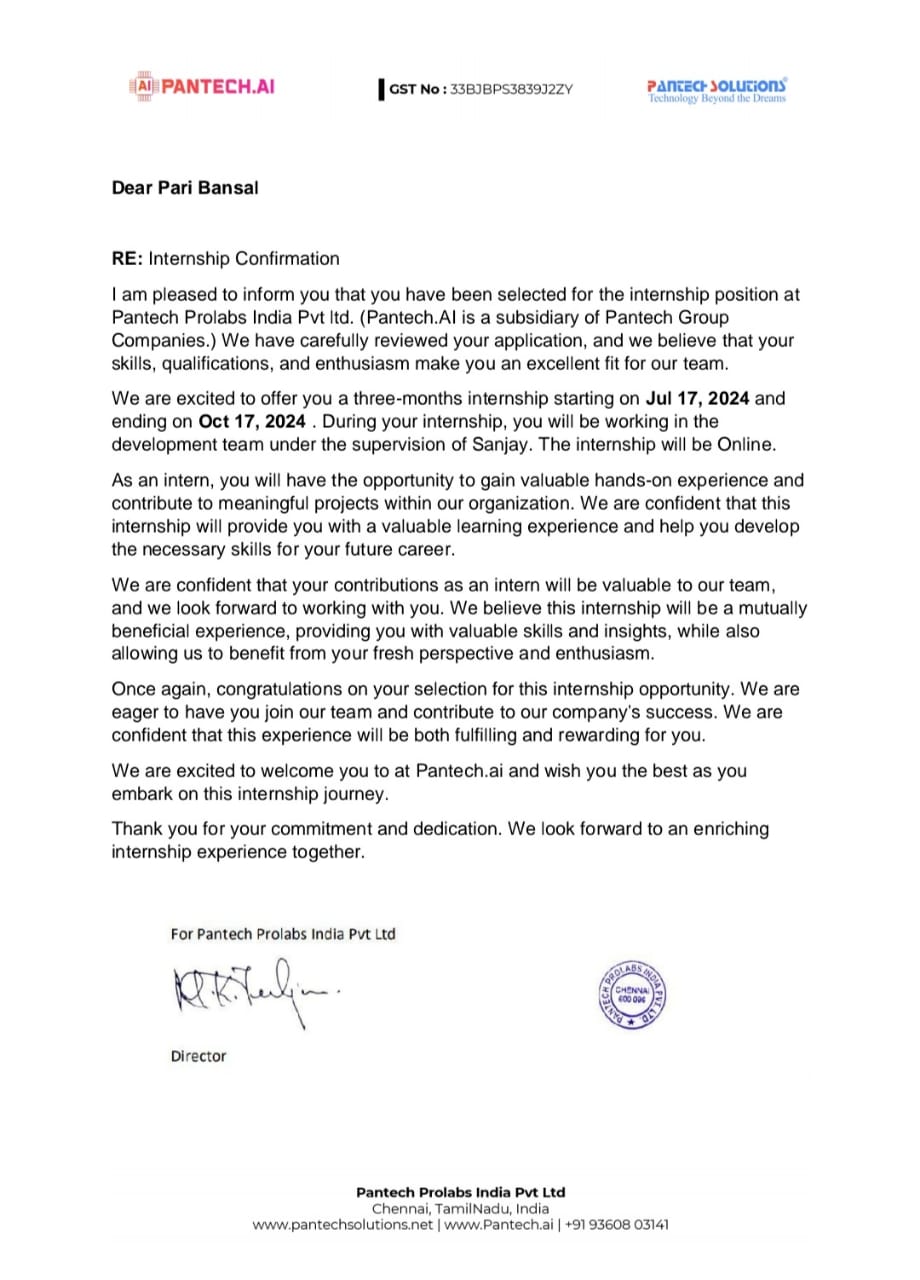 AI PANTECH.AI
GST No : 33BJBPS3839J2ZY
PANTECH SOLUTIONS®
Technology Beyond the Dreams
Dear Pari Bansal
RE: Internship Confirmation
I am pleased to inform you that you have been selected for the internship position at
Pantech Prolabs India Pvt ltd. (Pantech.AI is a subsidiary of Pantech Group
Companies.) We have carefully reviewed your application, and we believe that your
skills, qualifications, and enthusiasm make you an excellent fit for our team.
We are excited to offer you a three-months internship starting on Jul 17, 2024 and
ending on Oct 17, 2024 . During your internship, you will be working in the
development team under the supervision of Sanjay. The internship will be Online.
As an intern, you will have the opportunity to gain valuable hands-on experience and
contribute to meaningful projects within our organization. We are confident that this
internship will provide you with a valuable learning experience and help you develop
the necessary skills for your future career.
We are confident that your contributions as an intern will be valuable to our team,
and we look forward to working with you. We believe this internship will be a mutually
beneficial experience, providing you with valuable skills and insights, while also
allowing us to benefit from your fresh perspective and enthusiasm.
Once again, congratulations on your selection for this internship opportunity. We are
eager to have you join our team and contribute to our company's success. We are
confident that this experience will be both fulfilling and rewarding for you.
We are excited to welcome you to at Pantech.ai and wish you the best as you
embark on this internship journey.
Thank you for your commitment and dedication. We look forward to an enriching
internship experience together.
For Pantech Prolabs India Pvt Ltd
PANTECH PROLABS INDIA PVT LTD
CHENNAI
600 096
Director
Pantech Prolabs India Pvt Ltd
Chennai, TamilNadu, India
www.pantechsolutions.net | www.Pantech.ai | +91 93608 03141